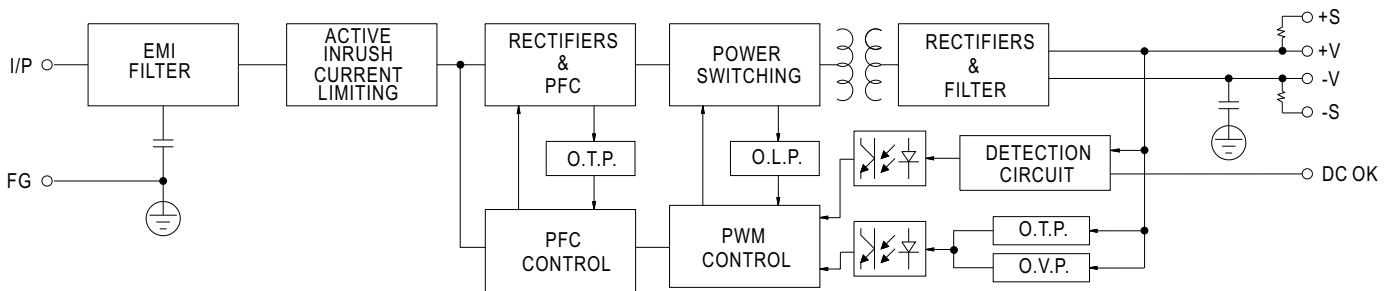 I/P
EMI
FILTER
ACTIVE
INRUSH
CURRENT
LIMITING
RECTIFIERS
&
PFC
POWER
SWITCHING
RECTIFIERS
&
FILTER
+S
+V
-V
-S
FG
O.T.P.
O.L.P.
DETECTION
CIRCUIT
DC OK
PFC
CONTROL
PWM
CONTROL
O.T.P.
O.V.P.